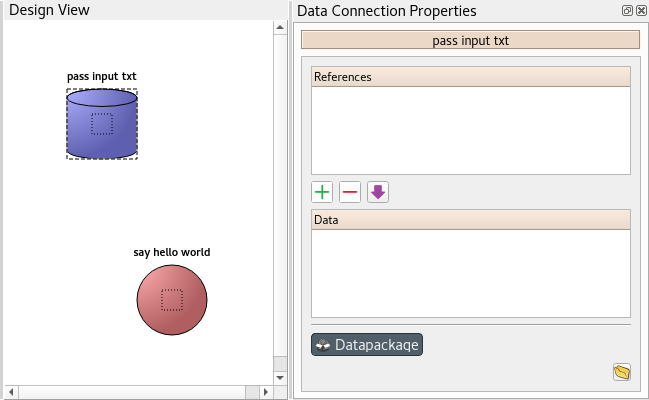 Design View
pass input txt
say hello world
Data Connection Properties
pass input txt
References
Data
Datapackage